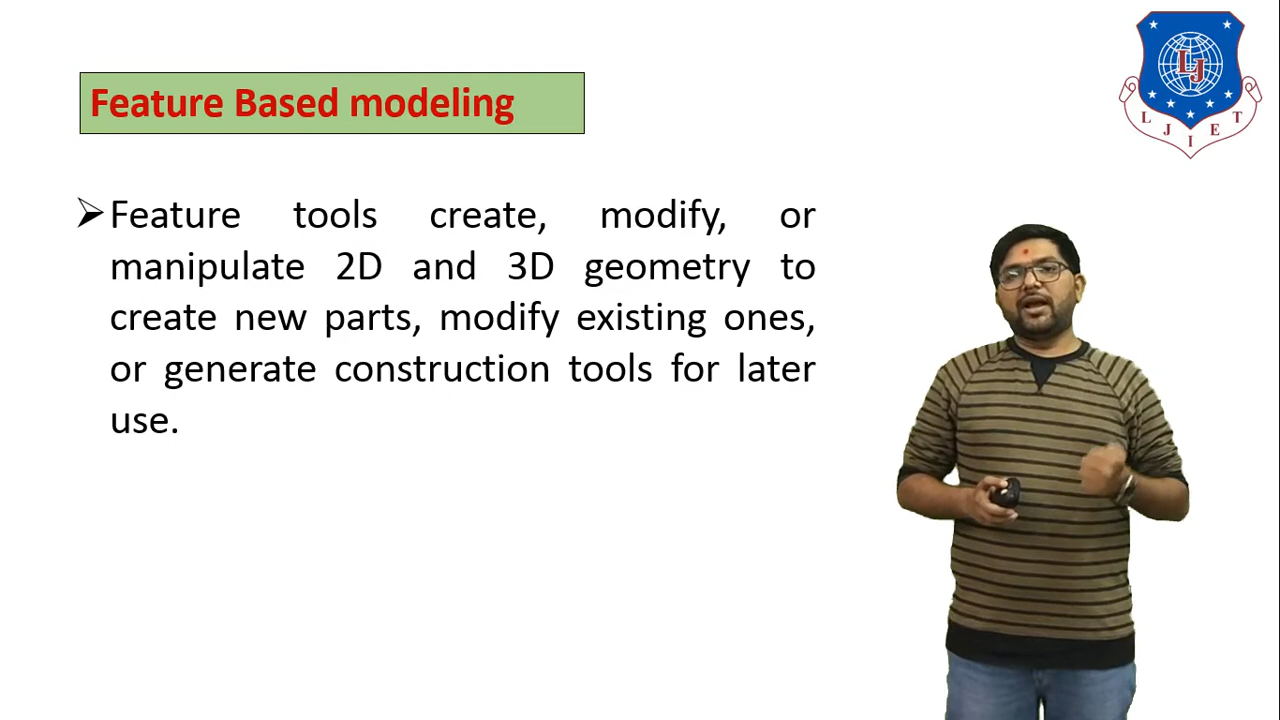 Feature Based modeling
Feature tools create, modify, or
manipulate 2D and 3D geometry to
create new parts, modify existing ones,
or generate construction tools for later
use.
LJ
L J I E T